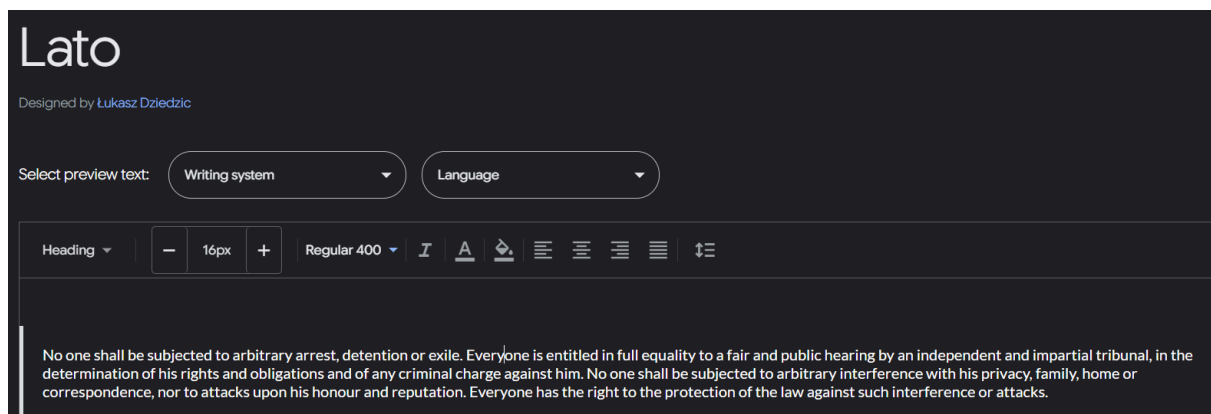 Lato
Designed by Łukasz Dziedzic
Select preview text: Writing system Language
Heading 16px Regular 400 I A
No one shall be subjected to arbitrary arrest, detention or exile. Everyone is entitled in full equality to a fair and public hearing by an independent and impartial tribunal, in the
determination of his rights and obligations and of any criminal charge against him. No one shall be subjected to arbitrary interference with his privacy, family, home or
correspondence, nor to attacks upon his honour and reputation. Everyone has the right to the protection of the law against such interference or attacks.